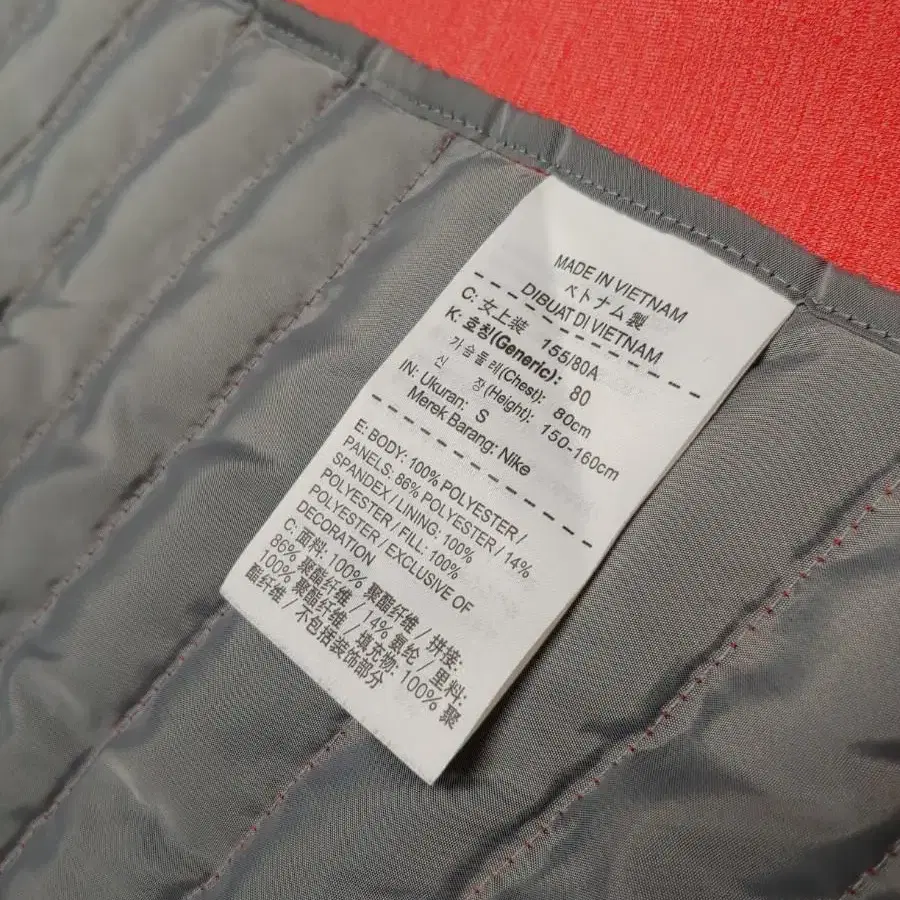 MADE IN VIETNAM
ベトナム製
DIBUAT DI VIETNAM
C: 女上装 155/80A
K: 호칭(Generic): 80
가슴둘레(Chest): 80cm
신 장(Height): 150-160cm
IN: Ukuran: S
Merek Barang: Nike
E: BODY: 100% POLYESTER /
PANELS: 86% POLYESTER / 14%
SPANDEX / LINING: 100%
POLYESTER / FILL: 100%
POLYESTER / EXCLUSIVE OF
DECORATION
C: 面料: 100% 聚酯纤维 / 拼接:
86% 聚酯纤维 / 14% 氨纶 / 里料:
100% 聚酯纤维 / 填充物: 100% 聚
酯纤维 / 不包括装饰部分